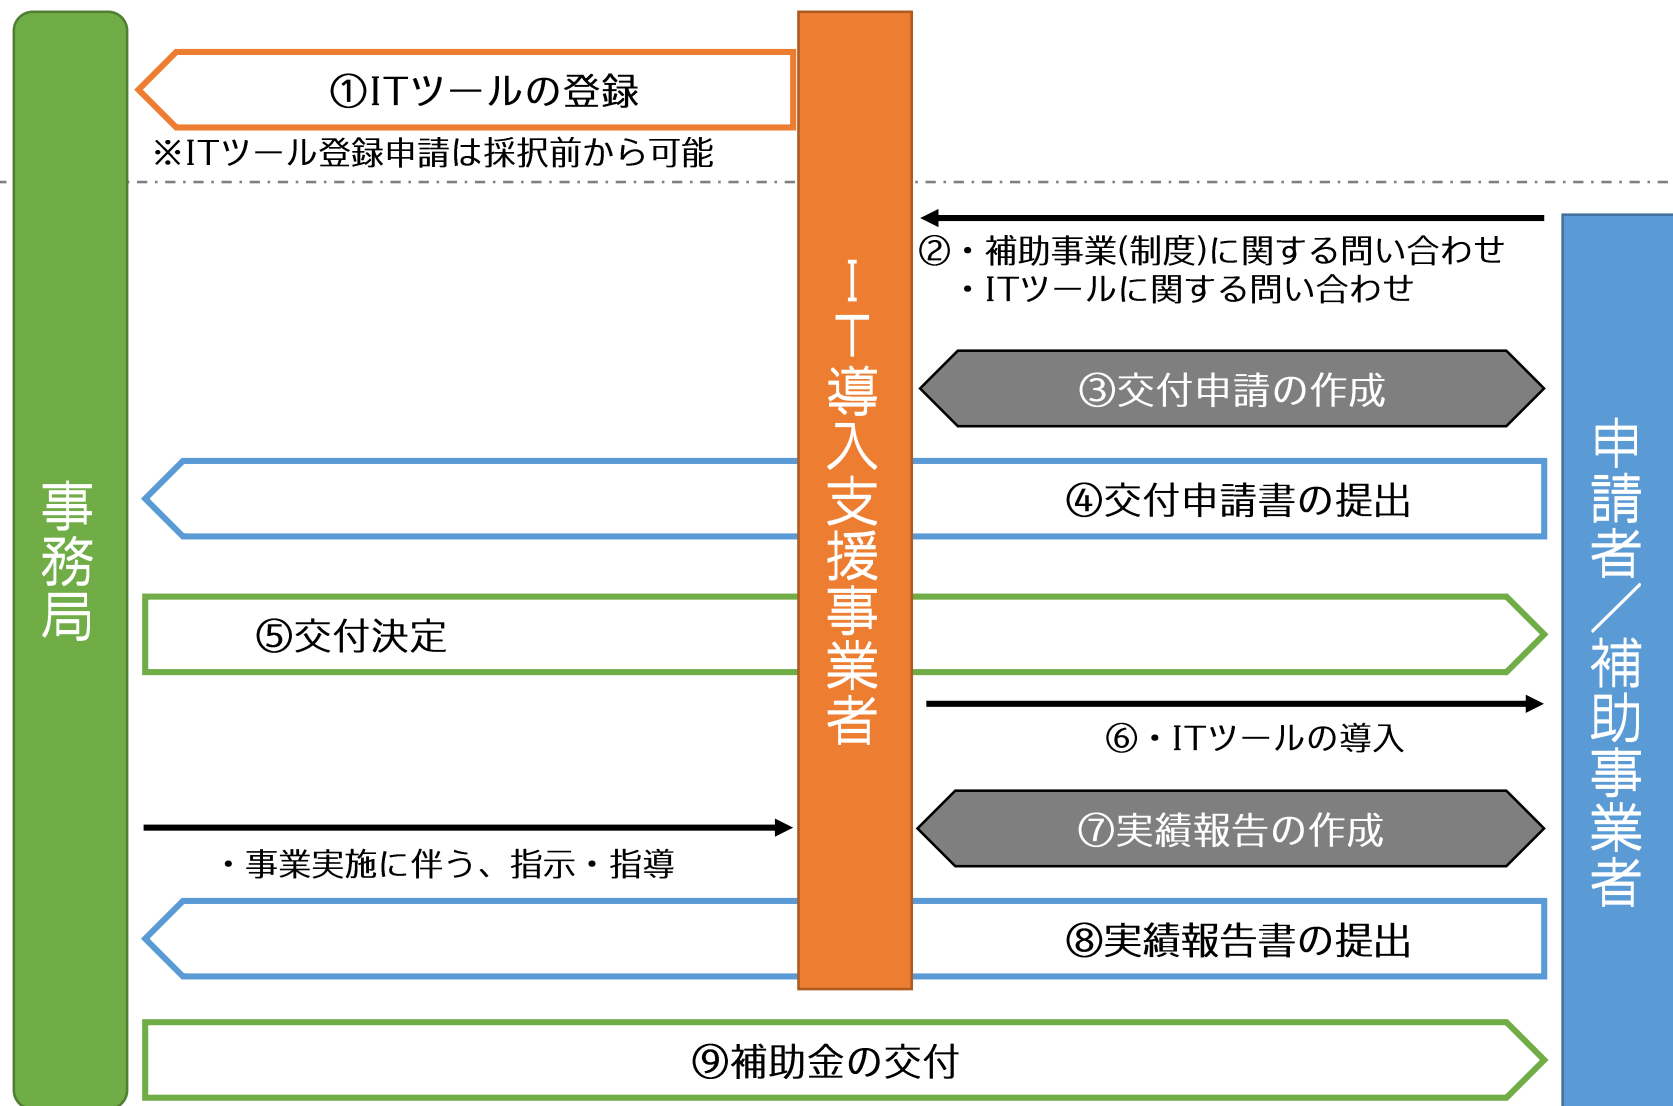 ①ITツールの登録
※ITツール登録申請は採択前から可能
②・補助事業(制度)に関する問い合わせ
・ITツールに関する問い合わせ
③交付申請の作成
④交付申請書の提出
⑤交付決定
⑥・ITツールの導入
⑦実績報告の作成
・事業実施に伴う、指示・指導
⑧実績報告書の提出
⑨補助金の交付
事務局
IT導入支援事業者
申請者／補助事業者